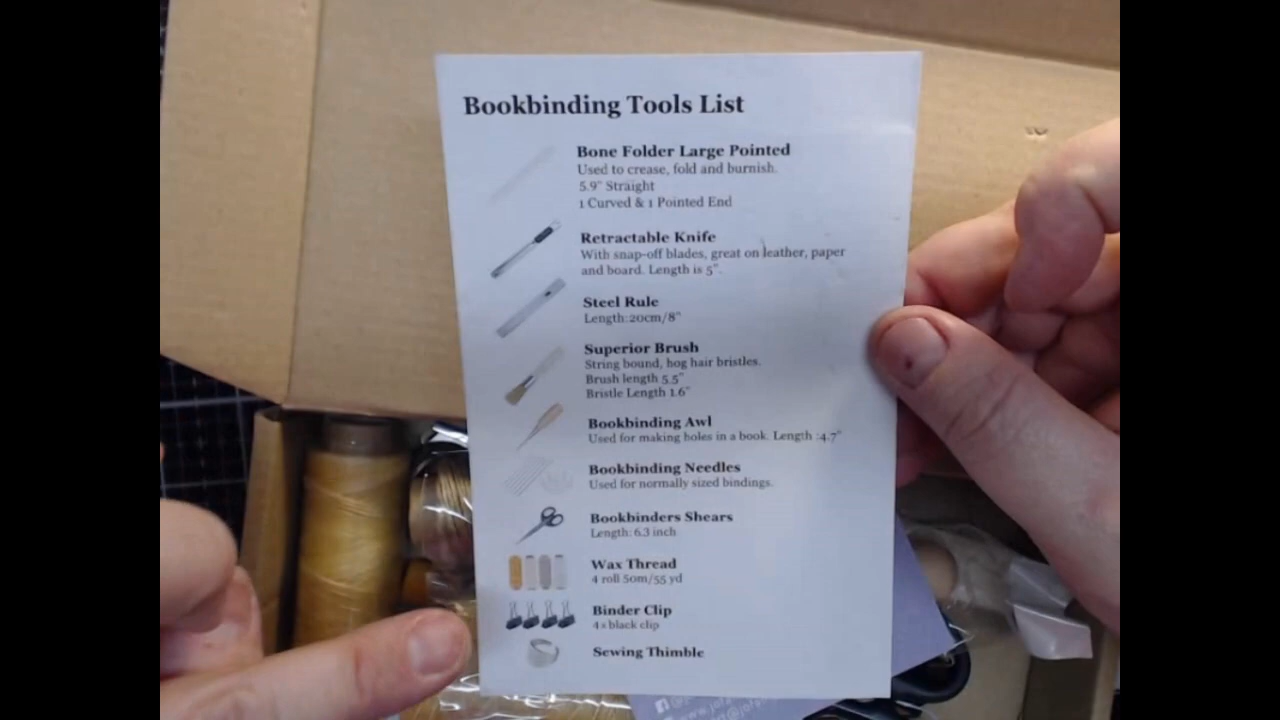 Bookbinding Tools List
Bone Folder Large Pointed
Used to crease, fold and burnish.
5.9" Straight
1 Curved & 1 Pointed End
Retractable Knife
With snap-off blades, great on leather, paper
and board. Length is 5".
Steel Rule
Length:20cm/8"
Superior Brush
String bound, hog hair bristles.
Brush length 5.5"
Bristle Length 1.6"
Bookbinding Awl
Used for making holes in a book. Length :4.7"
Bookbinding Needles
Used for normally sized bindings.
Bookbinders Shears
Length: 6.3 inch
Wax Thread
4 roll 50m/55 yd
Binder Clip
4x black clip
Sewing Thimble